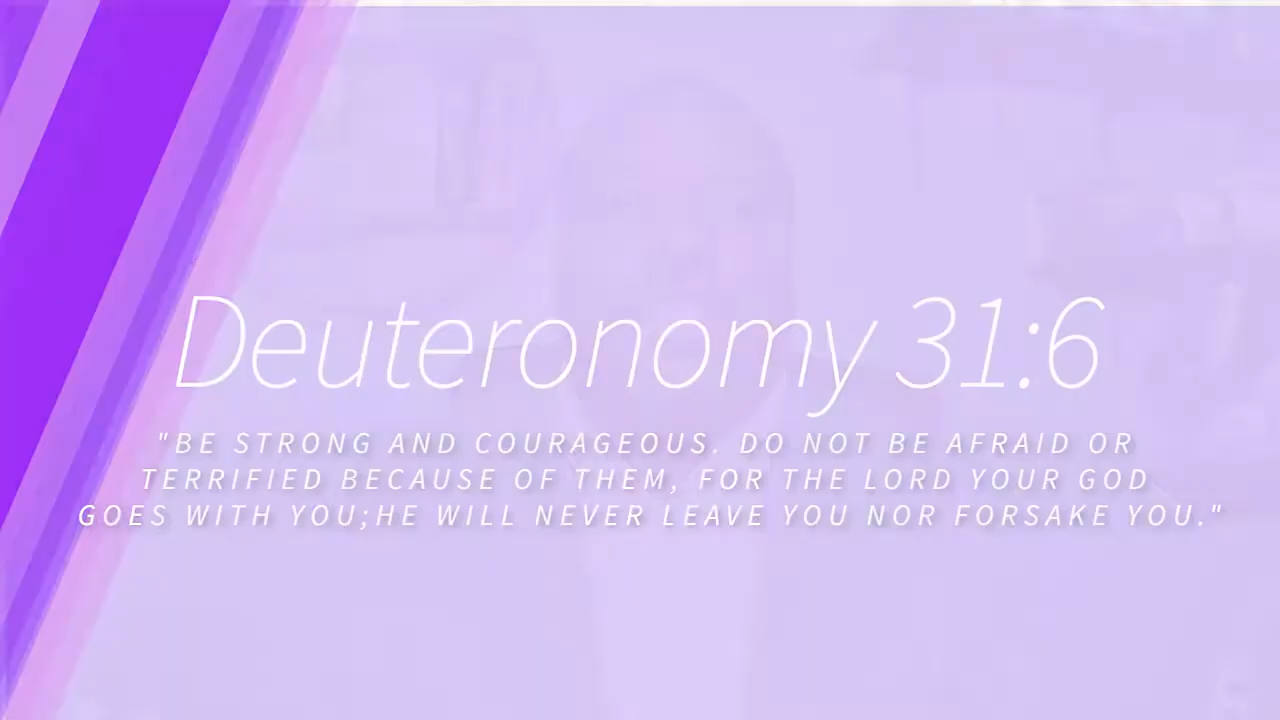 Deuteronomy 31:6
"BE STRONG AND COURAGEOUS. DO NOT BE AFRAID OR
TERRIFIED BECAUSE OF THEM, FOR THE LORD YOUR GOD
GOES WITH YOU;HE WILL NEVER LEAVE YOU NOR FORSAKE YOU."